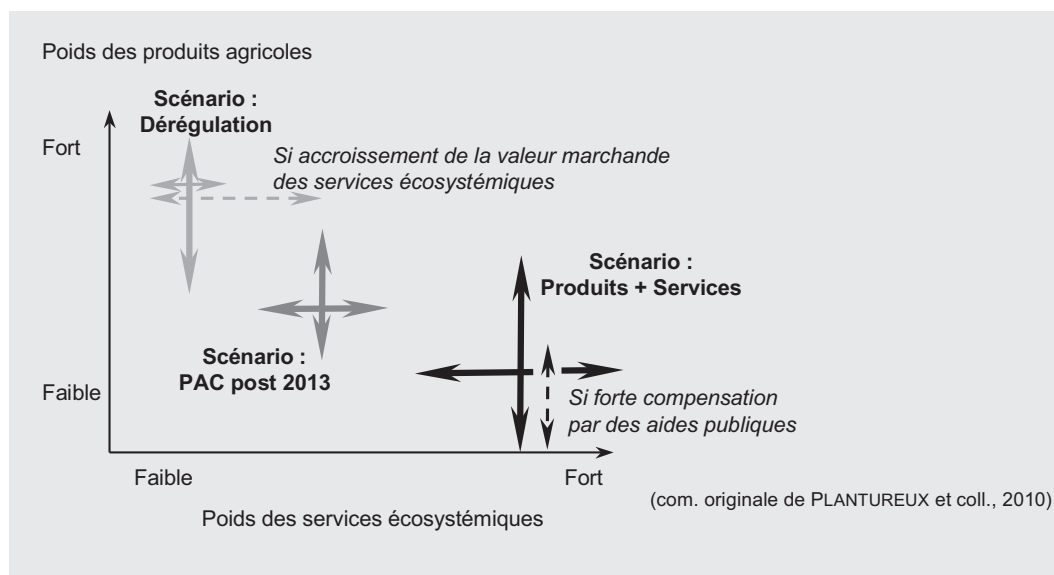 Poids des produits agricoles
Scénario :
Dérégulation
Fort
Si accroissement de la valeur marchande
des services écosystémiques
Scénario :
Produits + Services
Scénario :
PAC post 2013
Faible
Si forte compensation
par des aides publiques
Faible
Fort
(com. originale de PLANTUREUX et coll., 2010)
Poids des services écosystémiques